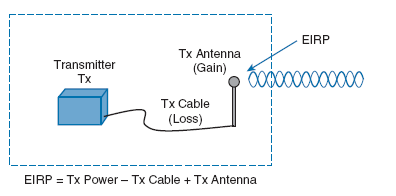 EIRP
Tx Antenna
(Gain)
Transmitter
Tx
Tx Cable
(Loss)
EIRP = Tx Power – Tx Cable + Tx Antenna